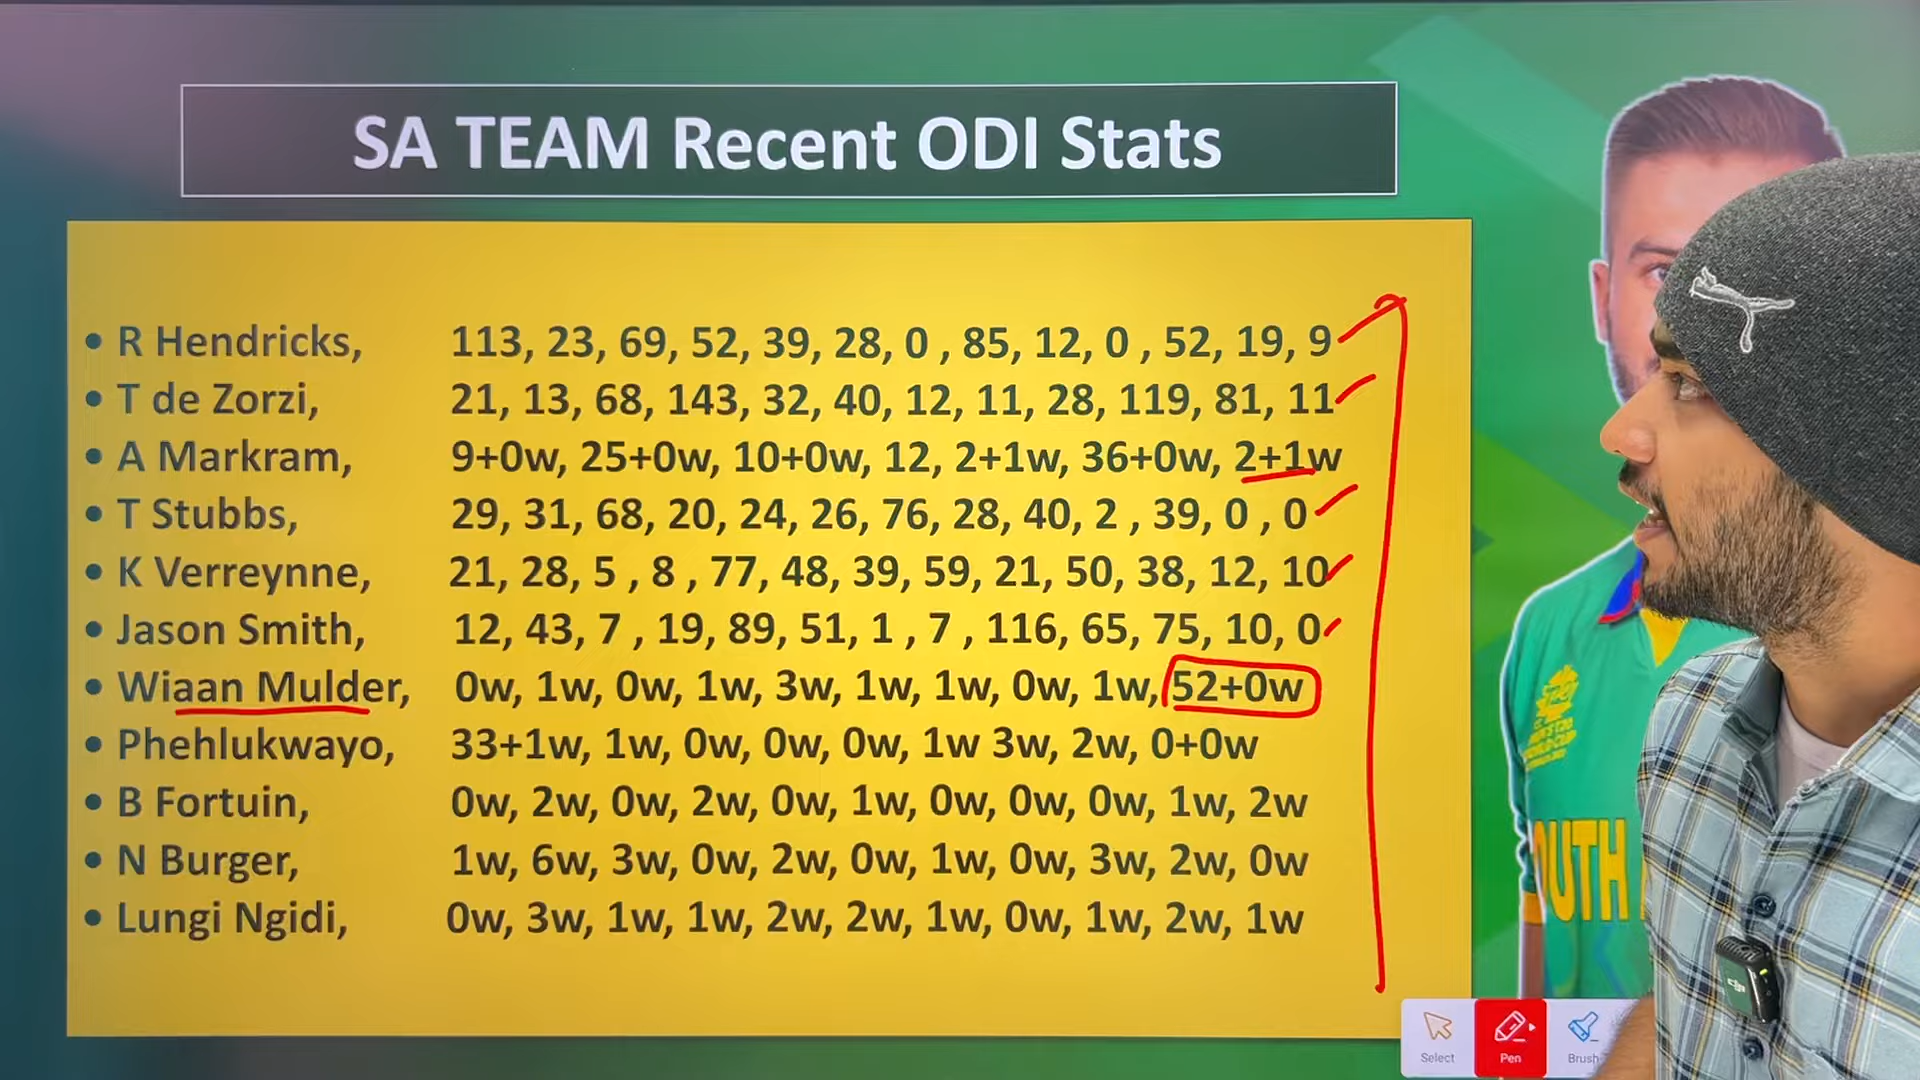 SA TEAM Recent ODI Stats
• R Hendricks, 113, 23, 69, 52, 39, 28, 0 , 85, 12, 0 , 52, 19, 9
• T de Zorzi, 21, 13, 68, 143, 32, 40, 12, 11, 28, 119, 81, 11
• A Markram, 9+0w, 25+0w, 10+0w, 12, 2+1w, 36+0w, 2+1w
• T Stubbs, 29, 31, 68, 20, 24, 26, 76, 28, 40, 2 , 39, 0 , 0
• K Verreynne, 21, 28, 5 , 8 , 77, 48, 39, 59, 21, 50, 38, 12, 10
• Jason Smith, 12, 43, 7 , 19, 89, 51, 1 , 7 , 116, 65, 75, 10, 0
• Wiaan Mulder, 0w, 1w, 0w, 1w, 3w, 1w, 1w, 0w, 1w, 52+0w
• Phehlukwayo, 33+1w, 1w, 0w, 0w, 0w, 1w 3w, 2w, 0+0w
• B Fortuin, 0w, 2w, 0w, 2w, 0w, 1w, 0w, 0w, 0w, 1w, 2w
• N Burger, 1w, 6w, 3w, 0w, 2w, 0w, 1w, 0w, 3w, 2w, 0w
• Lungi Ngidi, 0w, 3w, 1w, 1w, 2w, 2w, 1w, 0w, 1w, 2w, 1w
OUTH
Select Pen Brush
dji